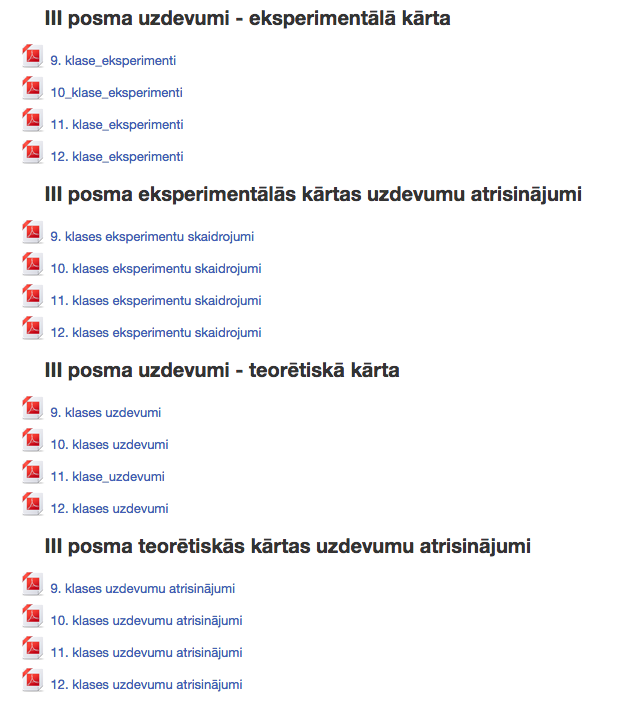 III posma uzdevumi - eksperimentālā kārta
9. klase_eksperimenti
10_klase_eksperimenti
11. klase_eksperimenti
12. klase_eksperimenti
III posma eksperimentālās kārtas uzdevumu atrisinājumi
9. klases eksperimentu skaidrojumi
10. klases eksperimentu skaidrojumi
11. klases eksperimentu skaidrojumi
12. klases eksperimentu skaidrojumi
III posma uzdevumi - teorētiskā kārta
9. klases uzdevumi
10. klases uzdevumi
11. klase_uzdevumi
12. klases uzdevumi
III posma teorētiskās kārtas uzdevumu atrisinājumi
9. klases uzdevumu atrisinājumi
10. klases uzdevumu atrisinājumi
11. klases uzdevumu atrisinājumi
12. klases uzdevumu atrisinājumi